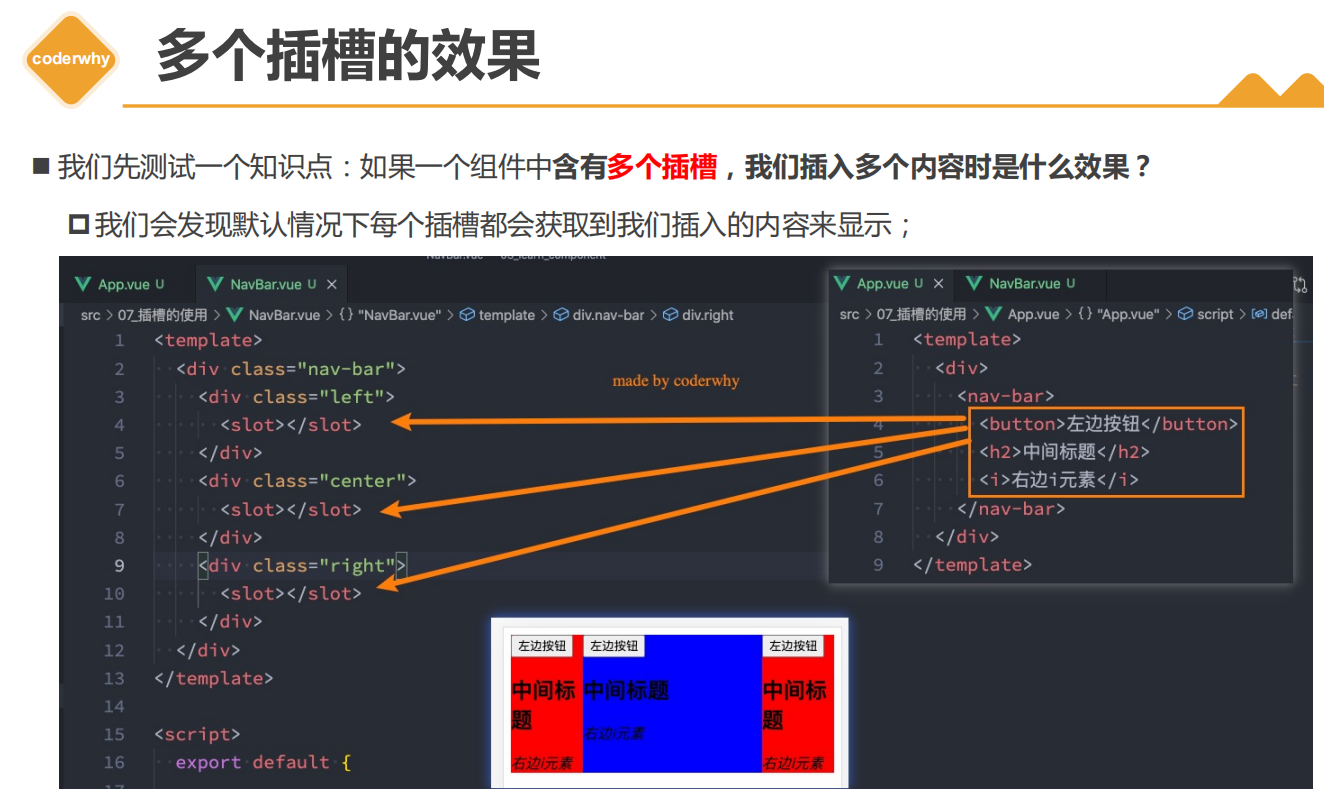 coderwhy
多个插槽的效果
我们先测试一个知识点：如果一个组件中含有多个插槽，我们插入多个内容时是什么效果？
我们会发现默认情况下每个插槽都会获取到我们插入的内容来显示；
App.vue U NavBar.vue U ×
src > 07_插槽的使用 > NavBar.vue > {} "NavBar.vue" > template > div.nav-bar > div.right
1 <template>
2 <div class="nav-bar">
3 <div class="left">
4 <slot></slot>
5 </div>
6 <div class="center">
7 <slot></slot>
8 </div>
9 <div class="right">
10 <slot></slot>
11 </div>
12 </div>
13 </template>
14
15 <script>
16 export default {
made by coderwhy
App.vue U × NavBar.vue U
src > 07_插槽的使用 > App.vue > {} "App.vue" > script > def
1 <template>
2 <div>
3 <nav-bar>
4 <button>左边按钮</button>
5 <h2>中间标题</h2>
6 <i>右边i元素</i>
7 </nav-bar>
8 </div>
9 </template>
左边按钮 左边按钮 左边按钮
中间标题 中间标题 中间标题
右边i元素 右边i元素 右边i元素